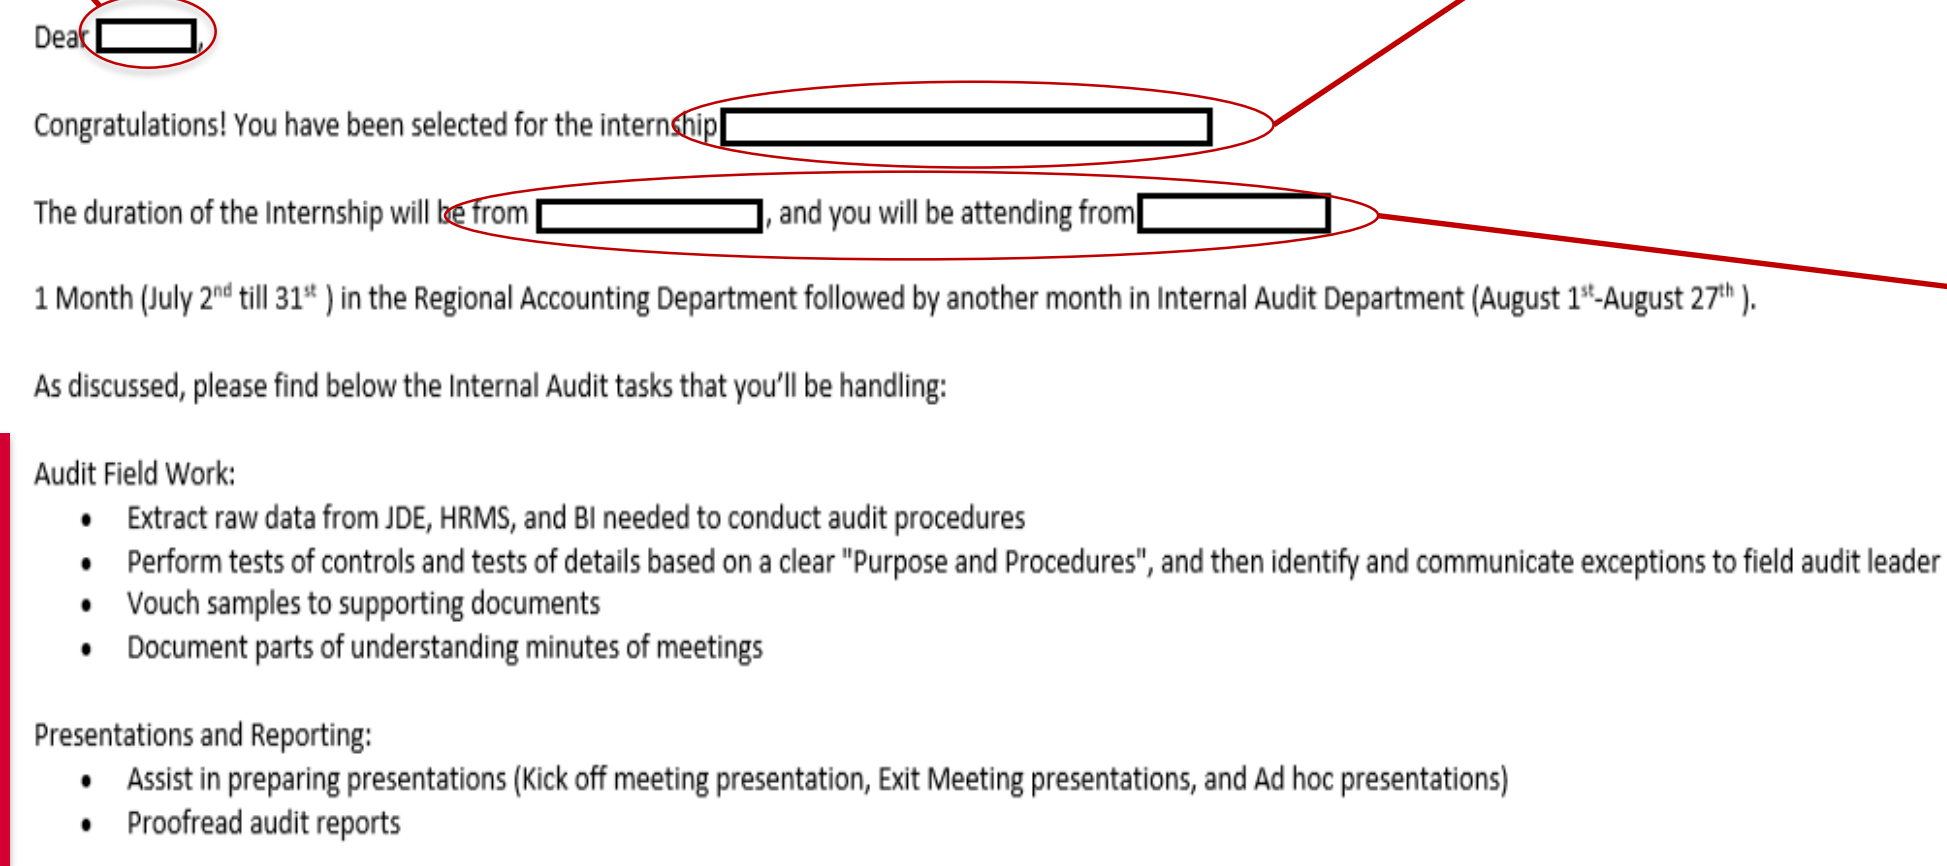 Dear ,
Congratulations! You have been selected for the internship
The duration of the Internship will be from , and you will be attending from
1 Month (July 2nd till 31st ) in the Regional Accounting Department followed by another month in Internal Audit Department (August 1st-August 27th ).
As discussed, please find below the Internal Audit tasks that you'll be handling:
Audit Field Work:
• Extract raw data from JDE, HRMS, and BI needed to conduct audit procedures
• Perform tests of controls and tests of details based on a clear "Purpose and Procedures", and then identify and communicate exceptions to field audit leader
• Vouch samples to supporting documents
• Document parts of understanding minutes of meetings
Presentations and Reporting:
• Assist in preparing presentations (Kick off meeting presentation, Exit Meeting presentations, and Ad hoc presentations)
• Proofread audit reports